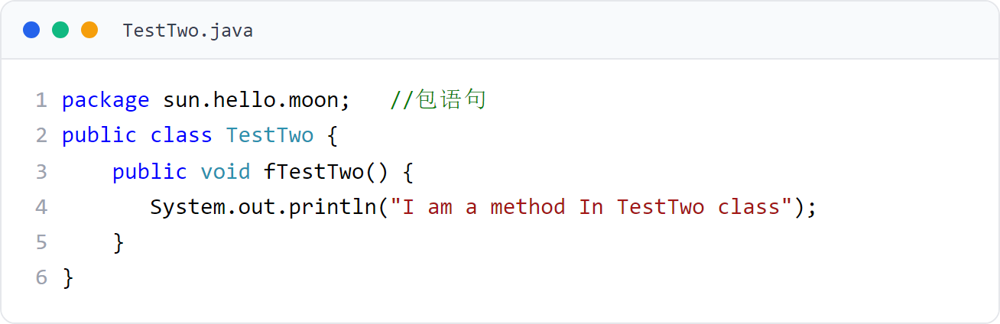 TestTwo.java
1 package sun.hello.moon;   //包语句
2 public class TestTwo {
3     public void fTestTwo() {
4        System.out.println("I am a method In TestTwo class");
5     }
6 }